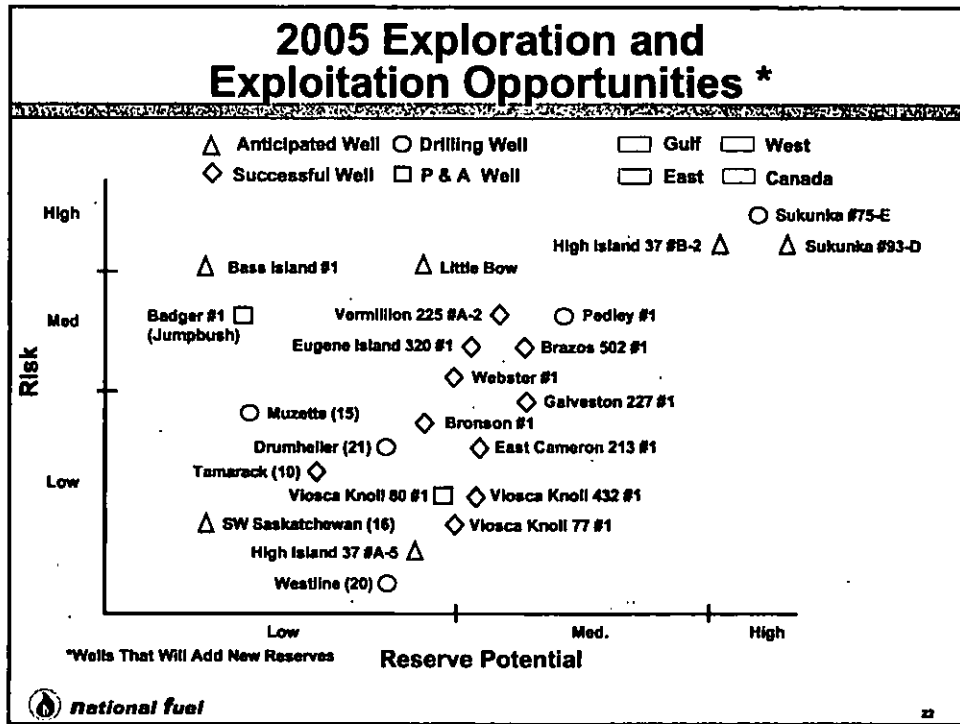 2005 Exploration and
Exploitation Opportunities *
Anticipated Well Drilling Well Gulf West
Successful Well P & A Well East Canada
High
Sukunka #75-E
High Island 37 #B-2
Sukunka #93-D
Bass Island #1
Little Bow
Med
Badger #1
(Jumpbush)
Vermillion 225 #A-2
Pedley #1
Eugene Island 320 #1
Brazos 502 #1
Webster #1
Risk
Galveston 227 #1
Muzette (15)
Bronson #1
Drumheller (21)
East Cameron 213 #1
Tamarack (10)
Low
Viosca Knoll 80 #1
Viosca Knoll 432 #1
SW Saskatchewan (16)
Viosca Knoll 77 #1
High Island 37 #A-5
Westline (20)
Low Med. High
*Wells That Will Add New Reserves
Reserve Potential
national fuel
22